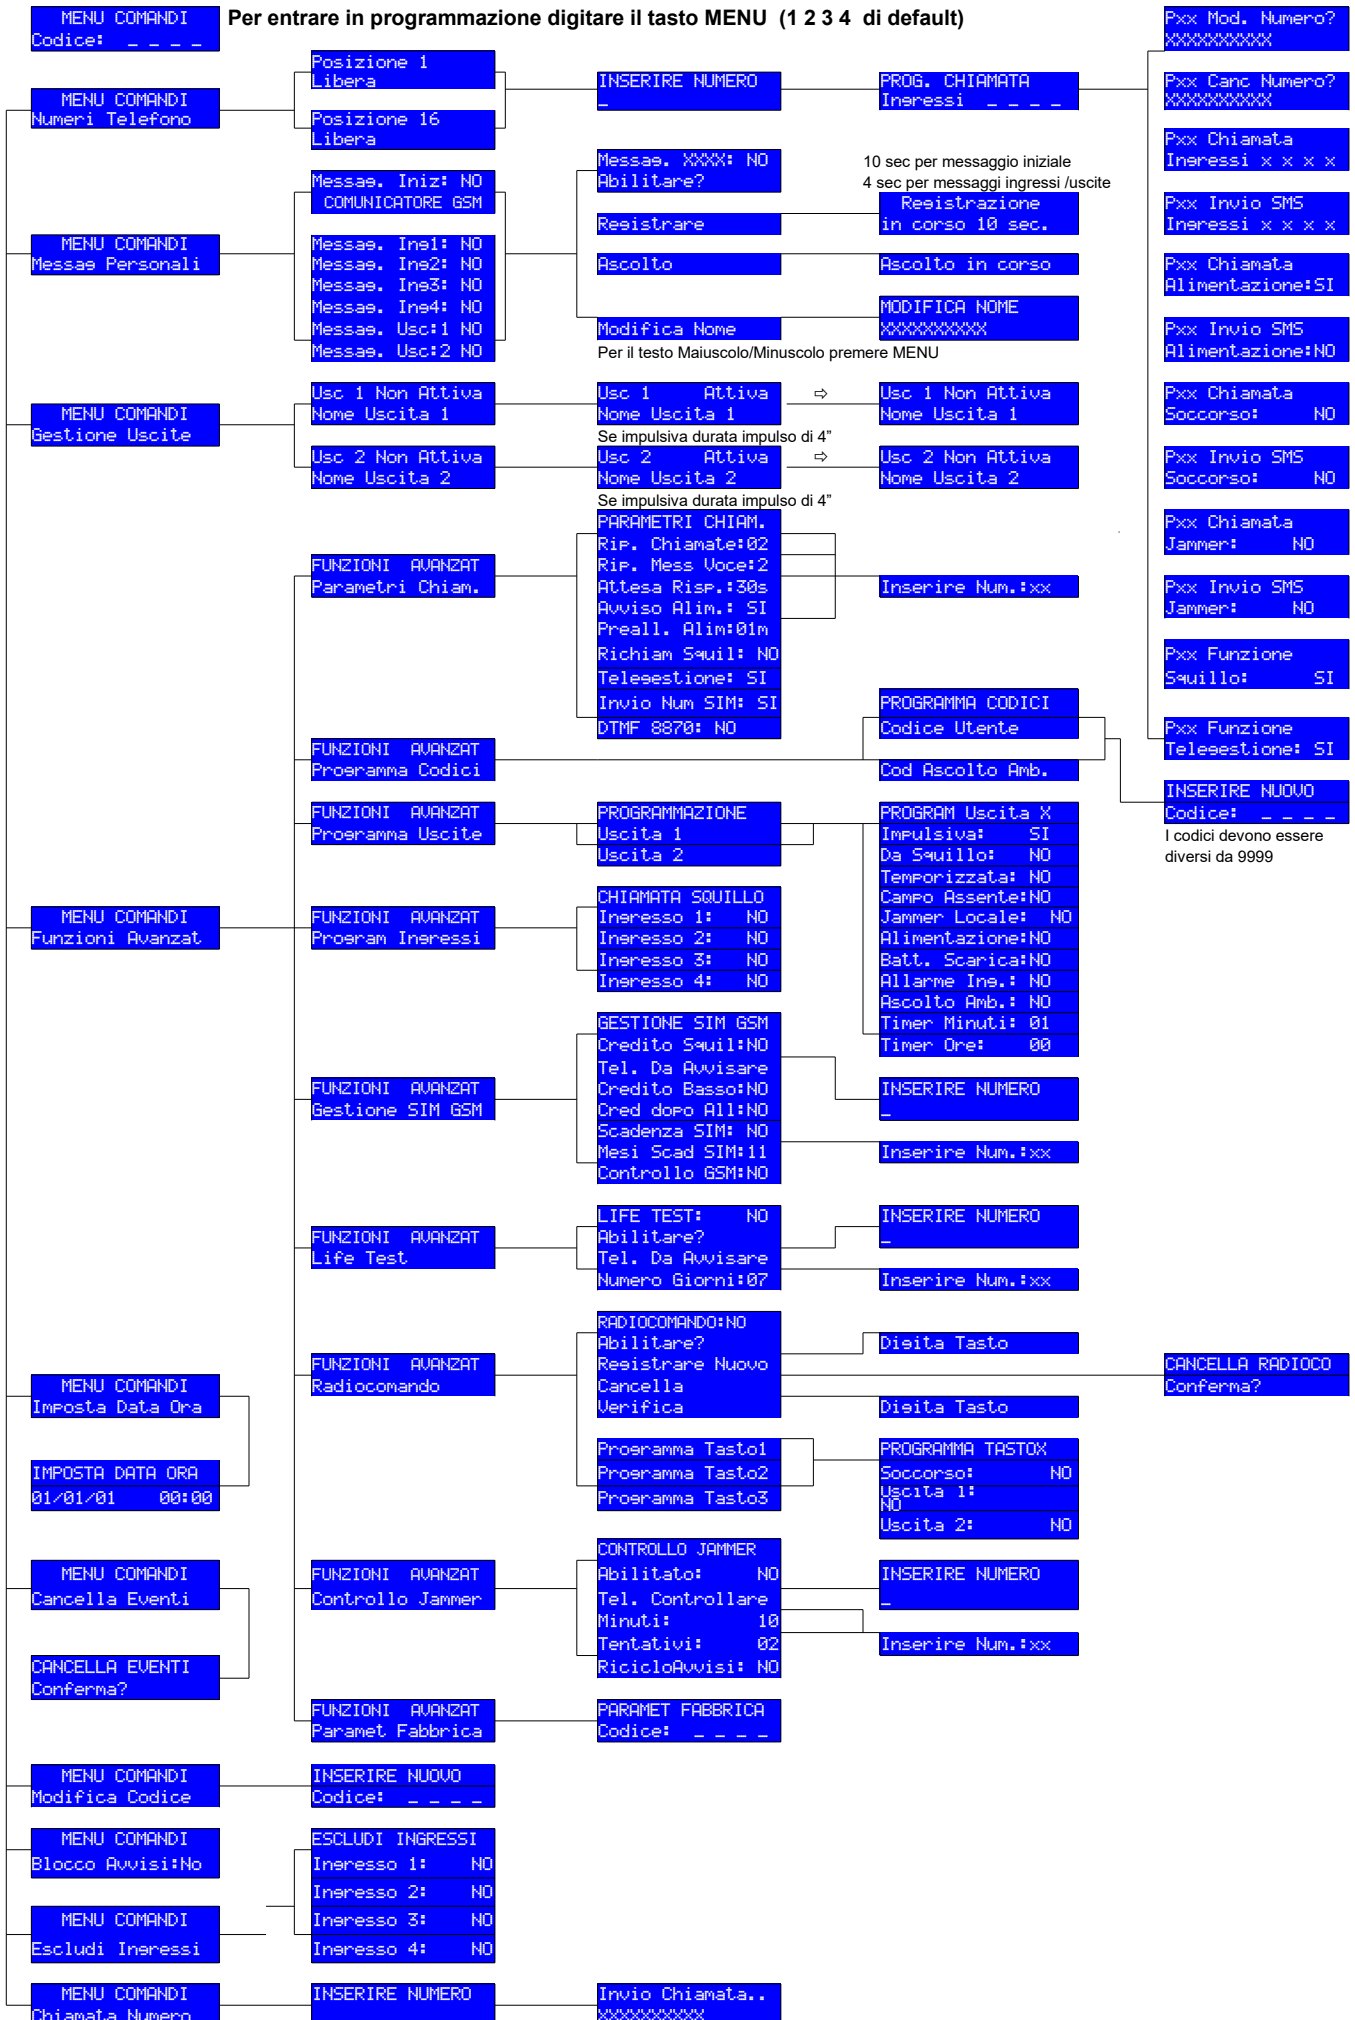 MENU COMANDI
Codice: _ _ _ _
Per entrare in programmazione digitare il tasto MENU (1 2 3 4 di default)
MENU COMANDI
Numeri Telefono
Posizione 1
Libera
Posizione 16
Libera
INSERIRE NUMERO
_
PROG. CHIAMATA
Ingressi _ _ _ _
Pxx Mod. Numero?
XXXXXXXXXX
Pxx Canc Numero?
XXXXXXXXXX
Pxx Chiamata
Ingressi x x x x
Pxx Invio SMS
Ingressi x x x x
Pxx Chiamata
Alimentazione:SI
Pxx Invio SMS
Alimentazione:NO
Pxx Chiamata
Soccorso: NO
Pxx Invio SMS
Soccorso: NO
Pxx Chiamata
Jammer: NO
Pxx Invio SMS
Jammer: NO
Pxx Funzione
Squillo: SI
Pxx Funzione
Telegestione: SI
INSERIRE NUOVO
Codice: _ _ _ _
I codici devono essere
diversi da 9999
MENU COMANDI
Messag Personali
Messag. Iniz: NO
COMUNICATORE GSM
Messag. Ing1: NO
Messag. Ing2: NO
Messag. Ing3: NO
Messag. Ing4: NO
Messag. Usc:1 NO
Messag. Usc:2 NO
Messag. XXXX: NO
Abilitare?
Registrare
Ascolto
Modifica Nome
Per il testo Maiuscolo/Minuscolo premere MENU
10 sec per messaggio iniziale
4 sec per messaggi ingressi /uscite
Registrazione
in corso 10 sec.
Ascolto in corso
MODIFICA NOME
XXXXXXXXXX
MENU COMANDI
Gestione Uscite
Usc 1 Non Attiva
Nome Uscita 1
Usc 1 Attiva
Nome Uscita 1
⇨
Usc 1 Non Attiva
Nome Uscita 1
Se impulsiva durata impulso di 4”
Usc 2 Non Attiva
Nome Uscita 2
Usc 2 Attiva
Nome Uscita 2
⇨
Usc 2 Non Attiva
Nome Uscita 2
Se impulsiva durata impulso di 4”
MENU COMANDI
Funzioni Avanzat
FUNZIONI AVANZAT
Parametri Chiam.
PARAMETRI CHIAM.
Rip. Chiamate:02
Rip. Mess Voce:2
Attesa Risp.:30s
Avviso Alim.: SI
Preall. Alim:01m
Richiam Squil: NO
Telegestione: SI
Invio Num SIM: SI
DTMF 8870: NO
Inserire Num.:xx
FUNZIONI AVANZAT
Programma Codici
PROGRAMMA CODICI
Codice Utente
Cod Ascolto Amb.
FUNZIONI AVANZAT
Programma Uscite
PROGRAMMAZIONE
Uscita 1
Uscita 2
PROGRAM Uscita X
Impulsiva: SI
Da Squillo: NO
Temporizzata: NO
Campo Assente:NO
Jammer Locale: NO
Alimentazione:NO
Batt. Scarica:NO
Allarme Ing.: NO
Ascolto Amb.: NO
Timer Minuti: 01
Timer Ore: 00
FUNZIONI AVANZAT
Program Ingressi
CHIAMATA SQUILLO
Ingresso 1: NO
Ingresso 2: NO
Ingresso 3: NO
Ingresso 4: NO
FUNZIONI AVANZAT
Gestione SIM GSM
GESTIONE SIM GSM
Credito Squil:NO
Tel. Da Avvisare
Credito Basso:NO
Cred dopo All:NO
Scadenza SIM: NO
Mesi Scad SIM:11
Controllo GSM:NO
INSERIRE NUMERO
_
Inserire Num.:xx
FUNZIONI AVANZAT
Life Test
LIFE TEST: NO
Abilitare?
Tel. Da Avvisare
Numero Giorni:07
INSERIRE NUMERO
_
Inserire Num.:xx
FUNZIONI AVANZAT
Radiocomando
RADIOCOMANDO:NO
Abilitare?
Registrare Nuovo
Cancella
Verifica
Digita Tasto
CANCELLA RADIOCO
Conferma?
Digita Tasto
Programma Tasto1
Programma Tasto2
Programma Tasto3
PROGRAMMA TASTOX
Soccorso: NO
Uscita 1:
NO
Uscita 2: NO
MENU COMANDI
Imposta Data Ora
IMPOSTA DATA ORA
01/01/01 00:00
FUNZIONI AVANZAT
Controllo Jammer
CONTROLLO JAMMER
Abilitato: NO
Tel. Controllare
Minuti: 10
Tentativi: 02
RicicloAvvisi: NO
INSERIRE NUMERO
_
Inserire Num.:xx
MENU COMANDI
Cancella Eventi
CANCELLA EVENTI
Conferma?
FUNZIONI AVANZAT
Paramet Fabbrica
PARAMET FABBRICA
Codice: _ _ _ _
MENU COMANDI
Modifica Codice
INSERIRE NUOVO
Codice: _ _ _ _
MENU COMANDI
Blocco Avvisi:No
MENU COMANDI
Escludi Ingressi
ESCLUDI INGRESSI
Ingresso 1: NO
Ingresso 2: NO
Ingresso 3: NO
Ingresso 4: NO
MENU COMANDI
Chiamata Numero
INSERIRE NUMERO
Invio Chiamata..
XXXXXXXXXX